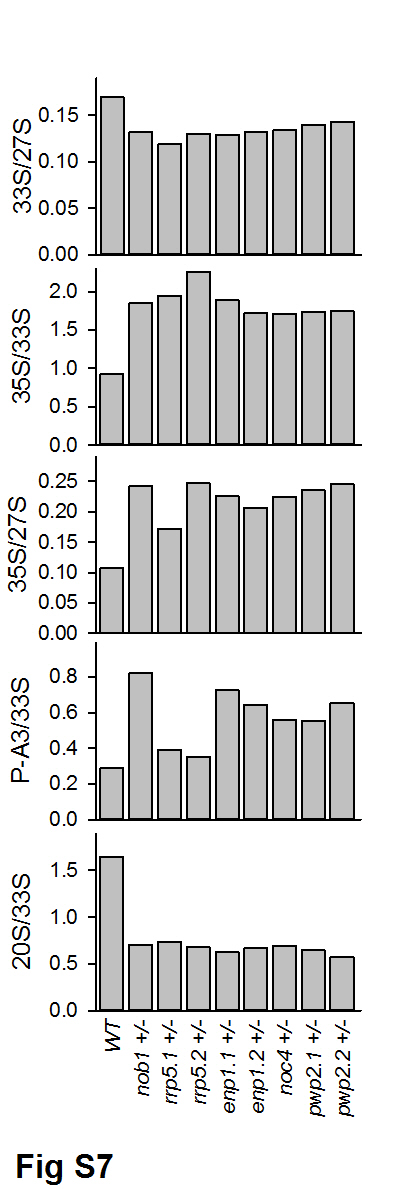 33S/27S
0.15
0.10
0.05
0.00
35S/33S
2.0
1.5
1.0
0.5
0.0
35S/27S
0.25
0.20
0.15
0.10
0.05
0.00
P-A3/33S
0.8
0.6
0.4
0.2
0.0
20S/33S
1.5
1.0
0.5
0.0
WT
nob1 +/-
rrp5.1 +/-
rrp5.2 +/-
enp1.1 +/-
enp1.2 +/-
noc4 +/-
pwp2.1 +/-
pwp2.2 +/-
Fig S7